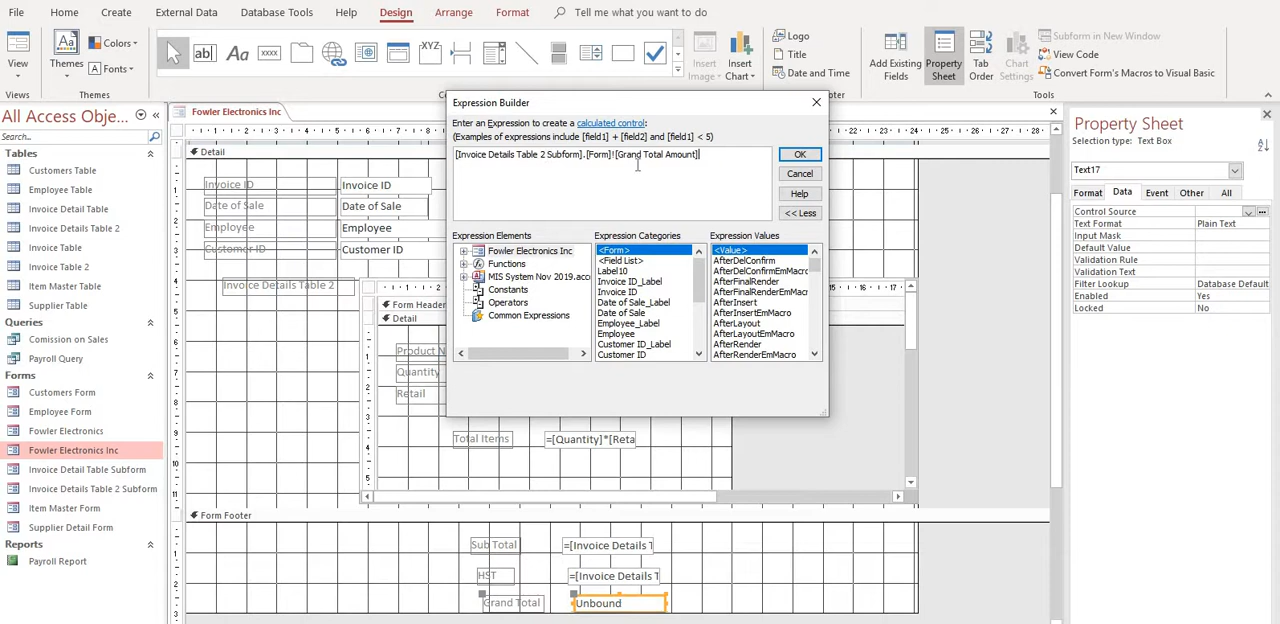 File Home Create External Data Database Tools Help Design Arrange Format Tell me what you want to do
View
Views
Themes
Colors
Fonts
Themes
ab|
Aa
xxxx
XYZ
Insert Image
Insert Chart
Logo
Title
Date and Time
Add Existing Fields
Property Sheet
Tab Order
Chart Settings
Subform in New Window
View Code
Convert Form's Macros to Visual Basic
Tools
All Access Obje...
Search...
Tables
Customers Table
Employee Table
Invoice Detail Table
Invoice Details Table 2
Invoice Table
Invoice Table 2
Item Master Table
Supplier Table
Queries
Comission on Sales
Payroll Query
Forms
Customers Form
Employee Form
Fowler Electronics
Fowler Electronics Inc
Invoice Detail Table Subform
Invoice Details Table 2 Subform
Item Master Form
Supplier Detail Form
Reports
Payroll Report
Fowler Electronics Inc
Detail
Invoice ID Invoice ID
Date of Sale Date of Sale
Employee Employee
Customer ID Customer ID
Invoice Details Table 2
Form Header
Detail
Product N
Quantity
Retail
Total Items =[Quantity]*[Reta
Form Footer
Sub Total =[Invoice Details T
HST =[Invoice Details T
Grand Total Unbound
Expression Builder
Enter an Expression to create a calculated control:
(Examples of expressions include [field1] + [field2] and [field1] < 5)
[Invoice Details Table 2 Subform].[Form]![Grand Total Amount]
OK
Cancel
Help
<< Less
Expression Elements
Fowler Electronics Inc
Functions
MIS System Nov 2019.acc
Constants
Operators
Common Expressions
Expression Categories
<Form>
<Field List>
Label10
Invoice ID_Label
Invoice ID
Date of Sale_Label
Date of Sale
Employee_Label
Employee
Customer ID_Label
Customer ID
Expression Values
<Value>
AfterDelConfirm
AfterDelConfirmEmMacro
AfterFinalRender
AfterFinalRenderEmMacro
AfterInsert
AfterInsertEmMacro
AfterLayout
AfterLayoutEmMacro
AfterRender
AfterRenderEmMacro
Property Sheet
Selection type: Text Box
Text17
Format Data Event Other All
Control Source
Text Format Plain Text
Input Mask
Default Value
Validation Rule
Validation Text
Filter Lookup Database Default
Enabled Yes
Locked No